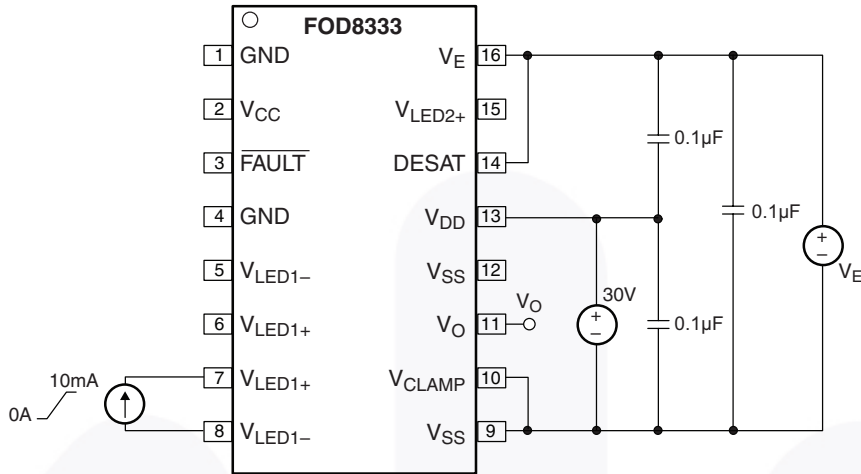 FOD8333
1 GND VE 16
2 VCC VLED2+ 15
0.1µF
3 FAULT DESAT 14
0.1µF
4 GND VDD 13
+
–
VE
5 VLED1– VSS 12
30V
6 VLED1+ VO 11 VO
+
–
0.1µF
10mA
7 VLED1+ VCLAMP 10
0A
8 VLED1– VSS 9